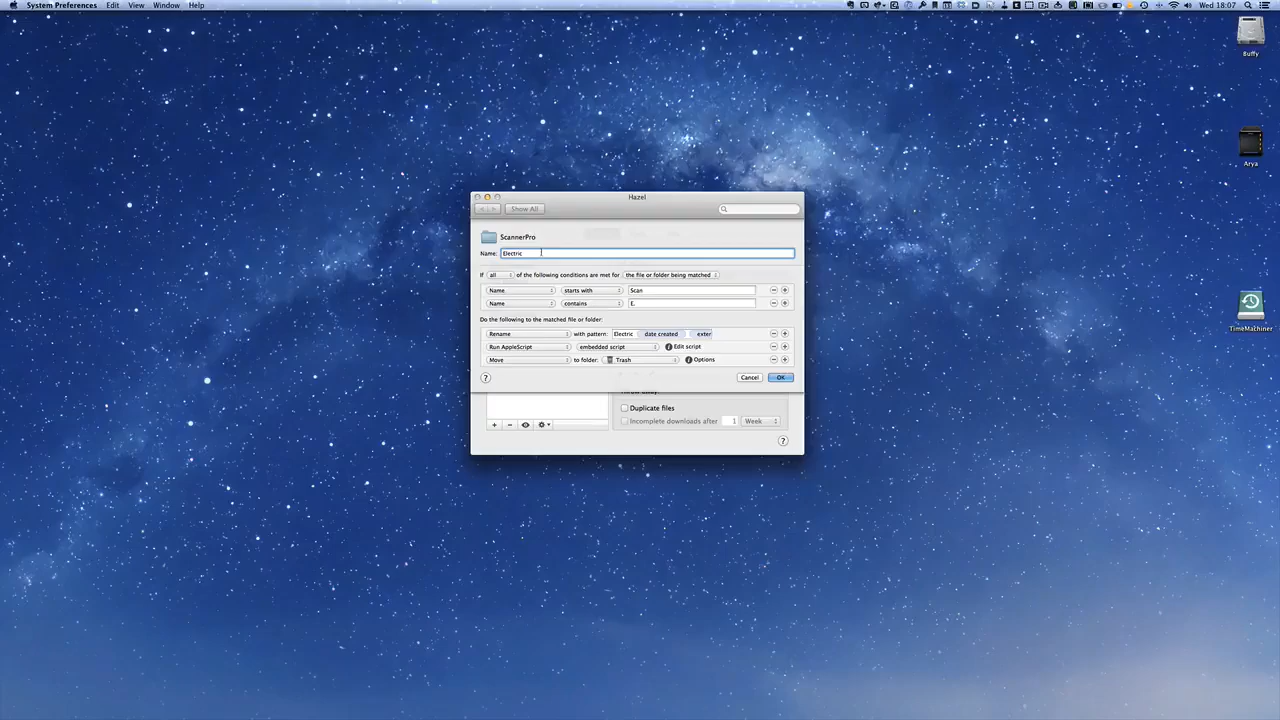 System Preferences Edit View Window Help Wed 18:07
Buffy
Arya
TimeMachiner
Hazel
Show All
ScannerPro
Name: Electric
If all of the following conditions are met for the file or folder being matched
Name starts with Scan
Name contains E.
Do the following to the matched file or folder:
Rename with pattern: Electric date created exter
Run AppleScript embedded script Edit script
Move to folder: Trash Options
? Cancel OK
Duplicate files
Incomplete downloads after 1 Week
?